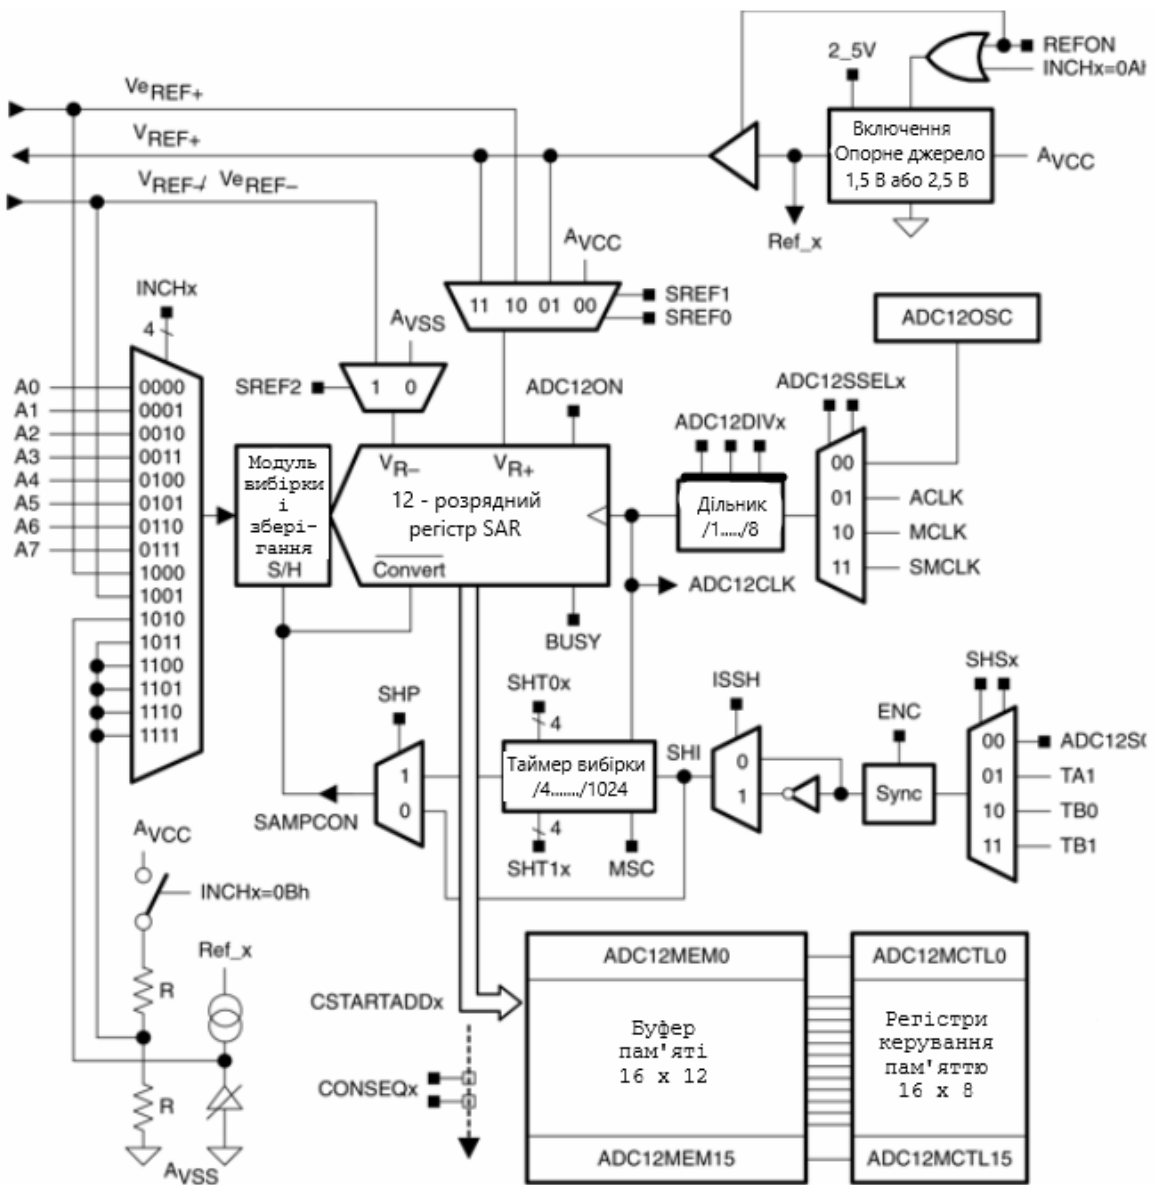 REFON
INCHx=0Ah
2_5V
VeREF+
VREF+
VREF-/ VeREF-
Включення
Опорне джерело
1,5 В або 2,5 В
AVCC
Ref_x
AVCC
INCHx
4
11 10 01 00
SREF1
SREF0
ADC12OSC
AVSS
SREF2
1 0
ADC12ON
ADC12SSELx
ADC12DIVx
A0
A1
A2
A3
A4
A5
A6
A7
0000
0001
0010
0011
0100
0101
0110
0111
1000
1001
1010
1011
1100
1101
1110
1111
Модуль
вибірки
і
збері-
гання
S/H
VR-
VR+
12 - розрядний
регістр SAR
Convert
Дільник
/1...../8
00
01
10
11
ACLK
MCLK
SMCLK
ADC12CLK
BUSY
SHP
SHT0x
4
ISSH
ENC
SHSx
1
0
Таймер вибірки
/4......./1024
SHI
0
1
Sync
00
01
10
11
ADC12S
TA1
TB0
TB1
SAMPCON
4
SHT1x
MSC
AVCC
INCHx=0Bh
Ref_x
R
R
AVSS
CSTARTADDx
CONSEQx
ADC12MEM0
Буфер
пам'яті
16 x 12
ADC12MEM15
ADC12MCTL0
Регістри
керування
пам'яттю
16 x 8
ADC12MCTL15